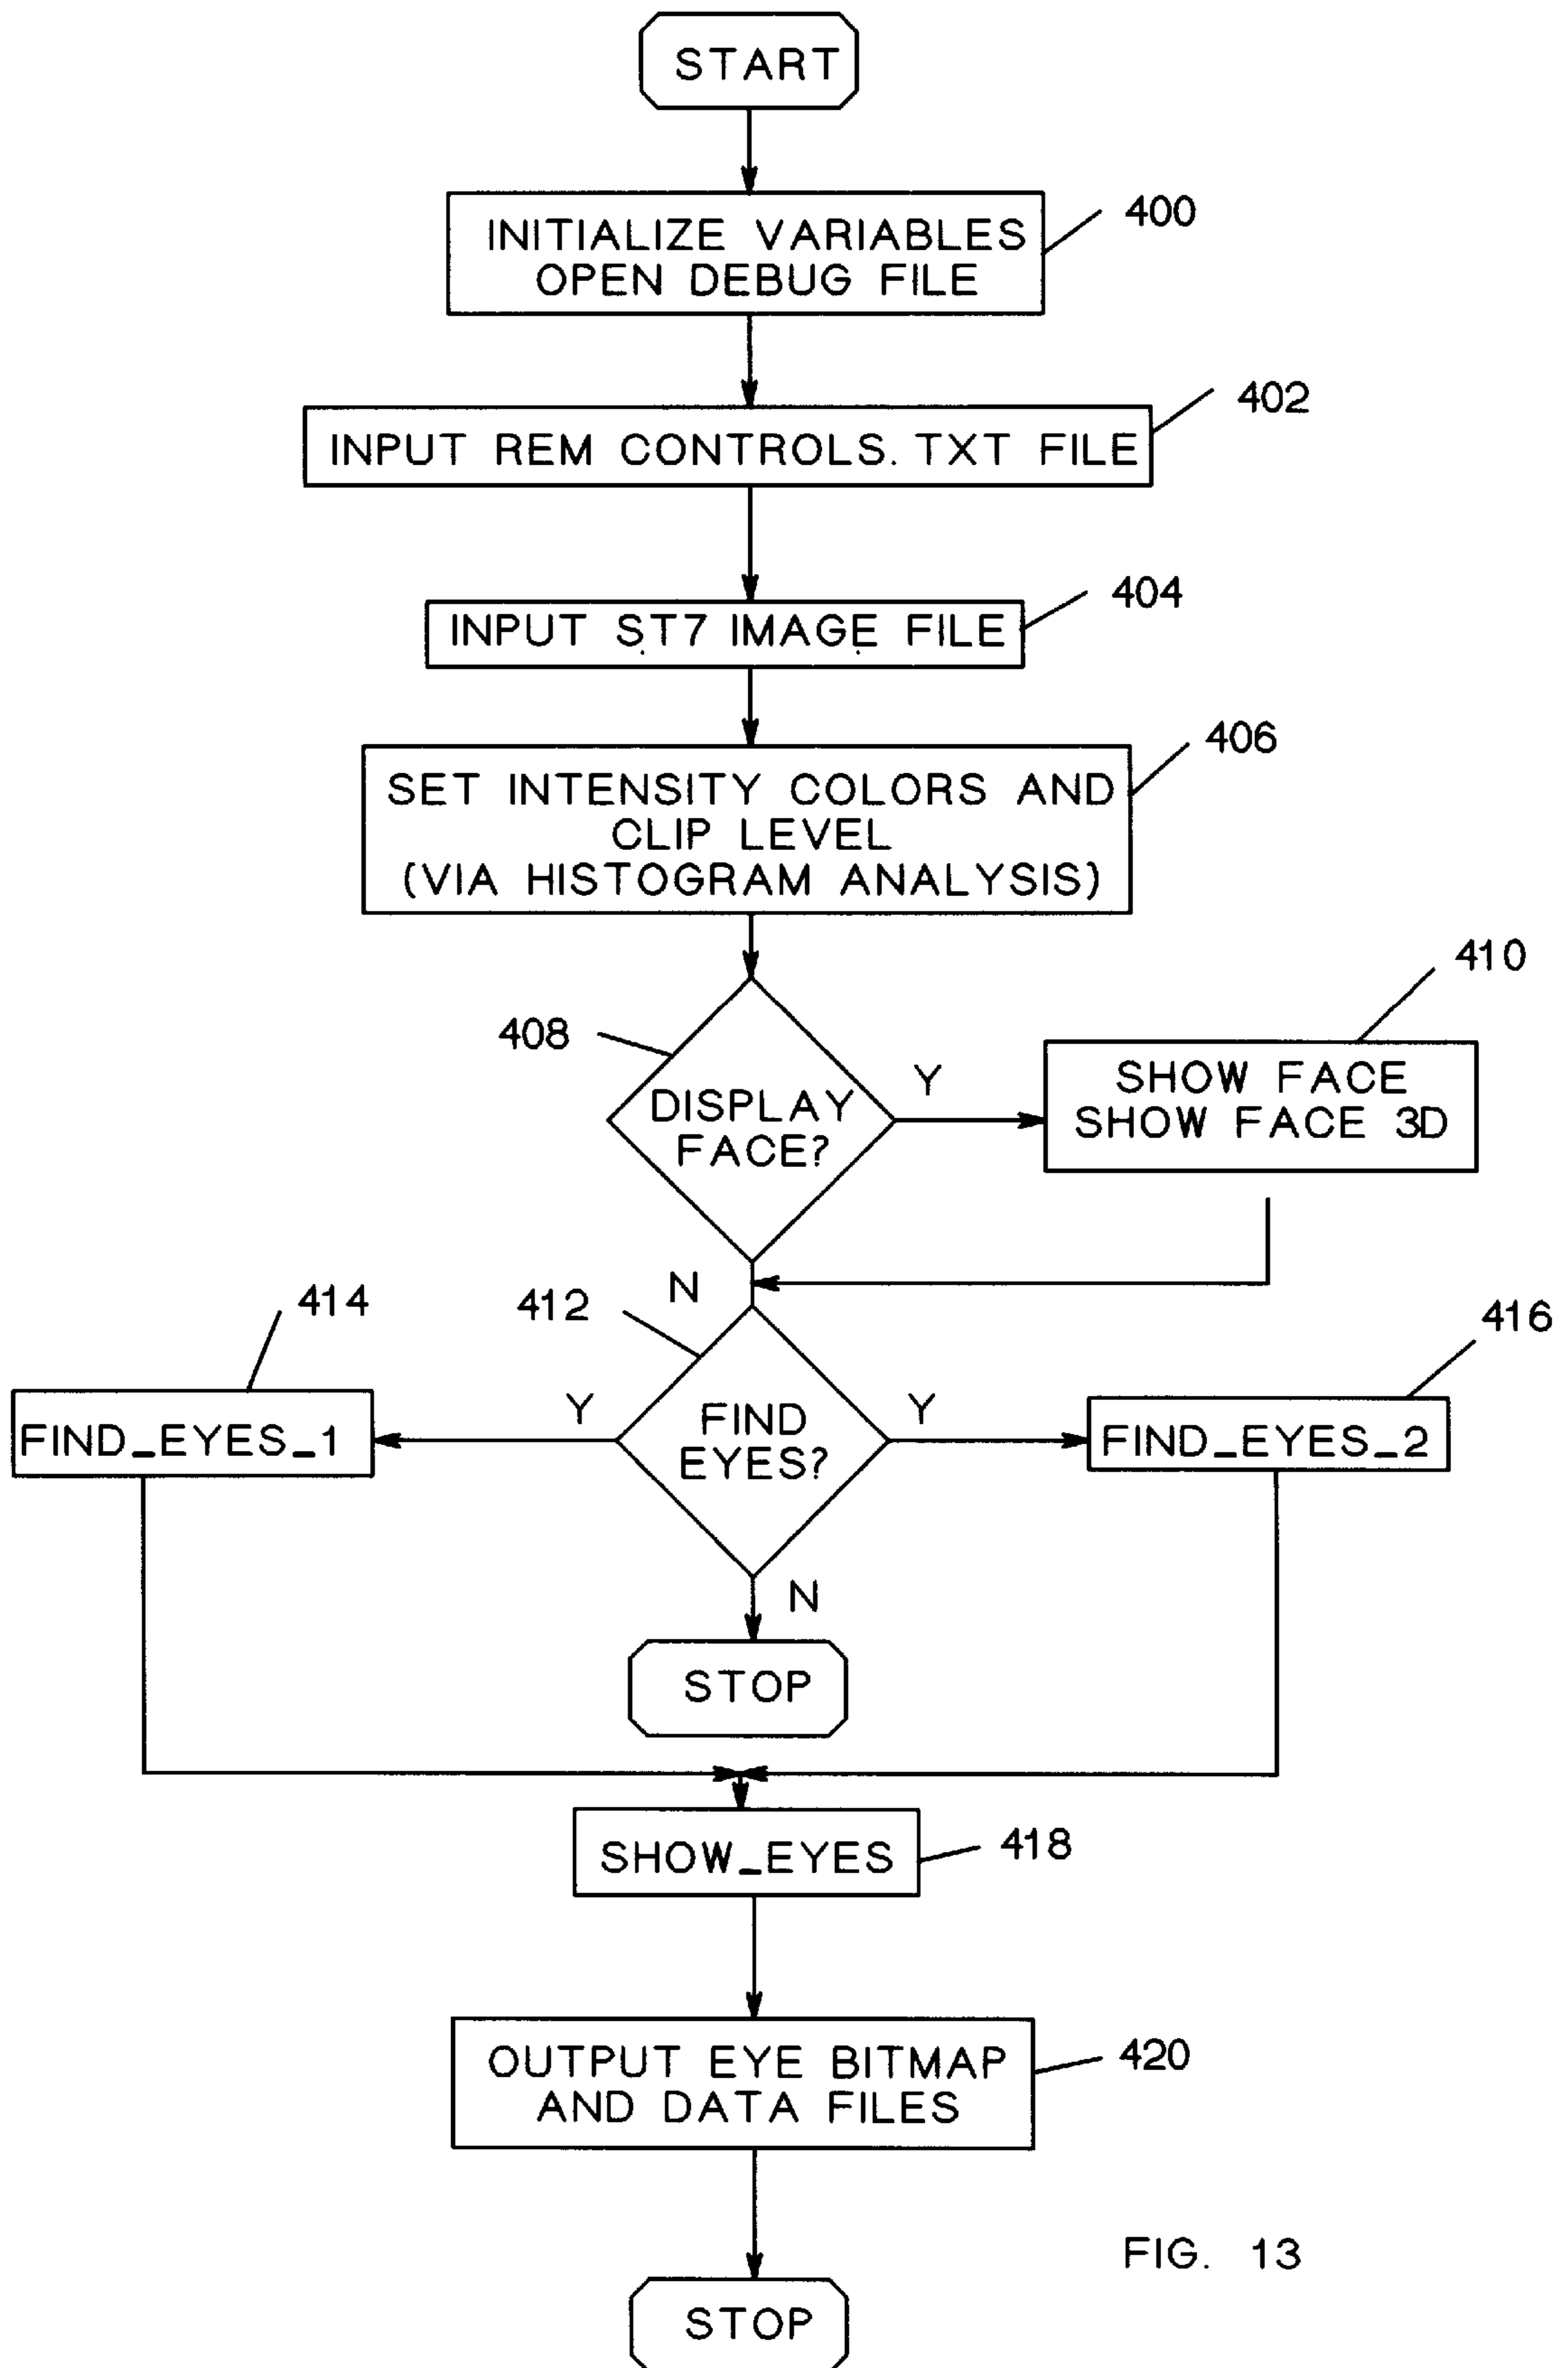 START
400
INITIALIZE VARIABLES
OPEN DEBUG FILE
402
INPUT REM CONTROLS. TXT FILE
404
INPUT ST7 IMAGE FILE
406
SET INTENSITY COLORS AND
CLIP LEVEL
(VIA HISTOGRAM ANALYSIS)
410
408
SHOW FACE
SHOW FACE 3D
Y
DISPLAY
FACE?
N
414
412
416
Y
Y
FIND_EYES_1
FIND
EYES?
FIND_EYES_2
N
STOP
SHOW_EYES
418
OUTPUT EYE BITMAP
AND DATA FILES
420
FIG. 13
STOP